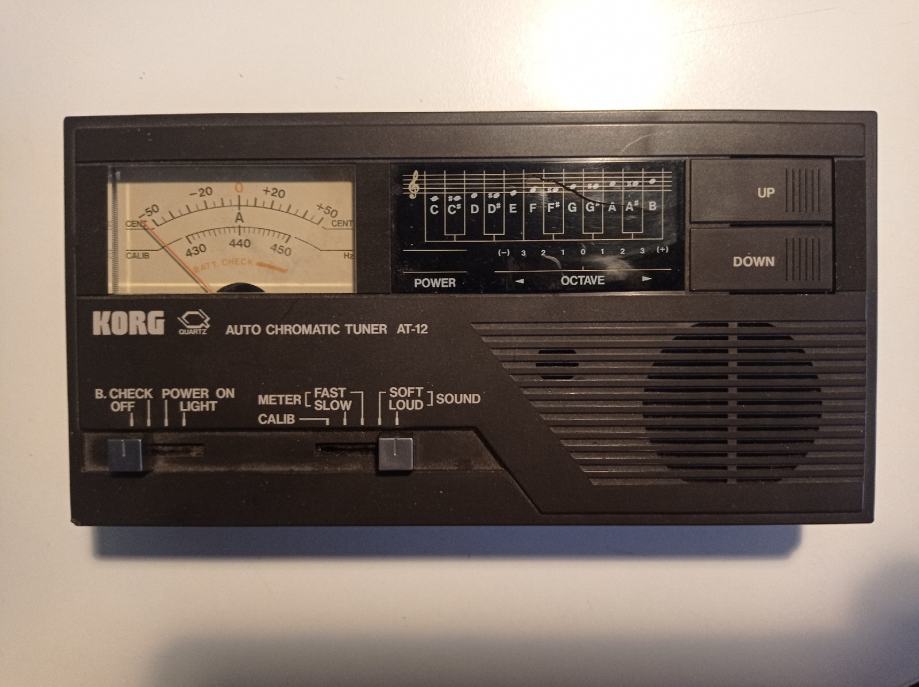 -50 -20 0 +20 +50
CENT A CENT
CALIB 430 440 450 Hz
BATT. CHECK
C C# D D# E F F# G G# A A# B
(-) 3 2 1 0 1 2 3 (+)
POWER ◄ OCTAVE ►
UP
DOWN
KORG QUARTZ AUTO CHROMATIC TUNER AT-12
B. CHECK POWER ON
OFF LIGHT
METER FAST SOFT SOUND
SLOW LOUD
CALIB